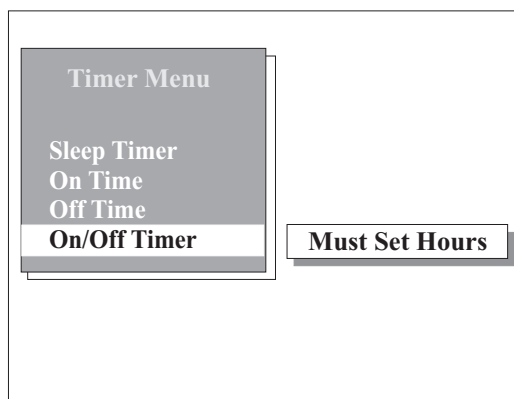 Timer Menu
Sleep Timer
On Time
Off Time
On/Off Timer
Must Set Hours